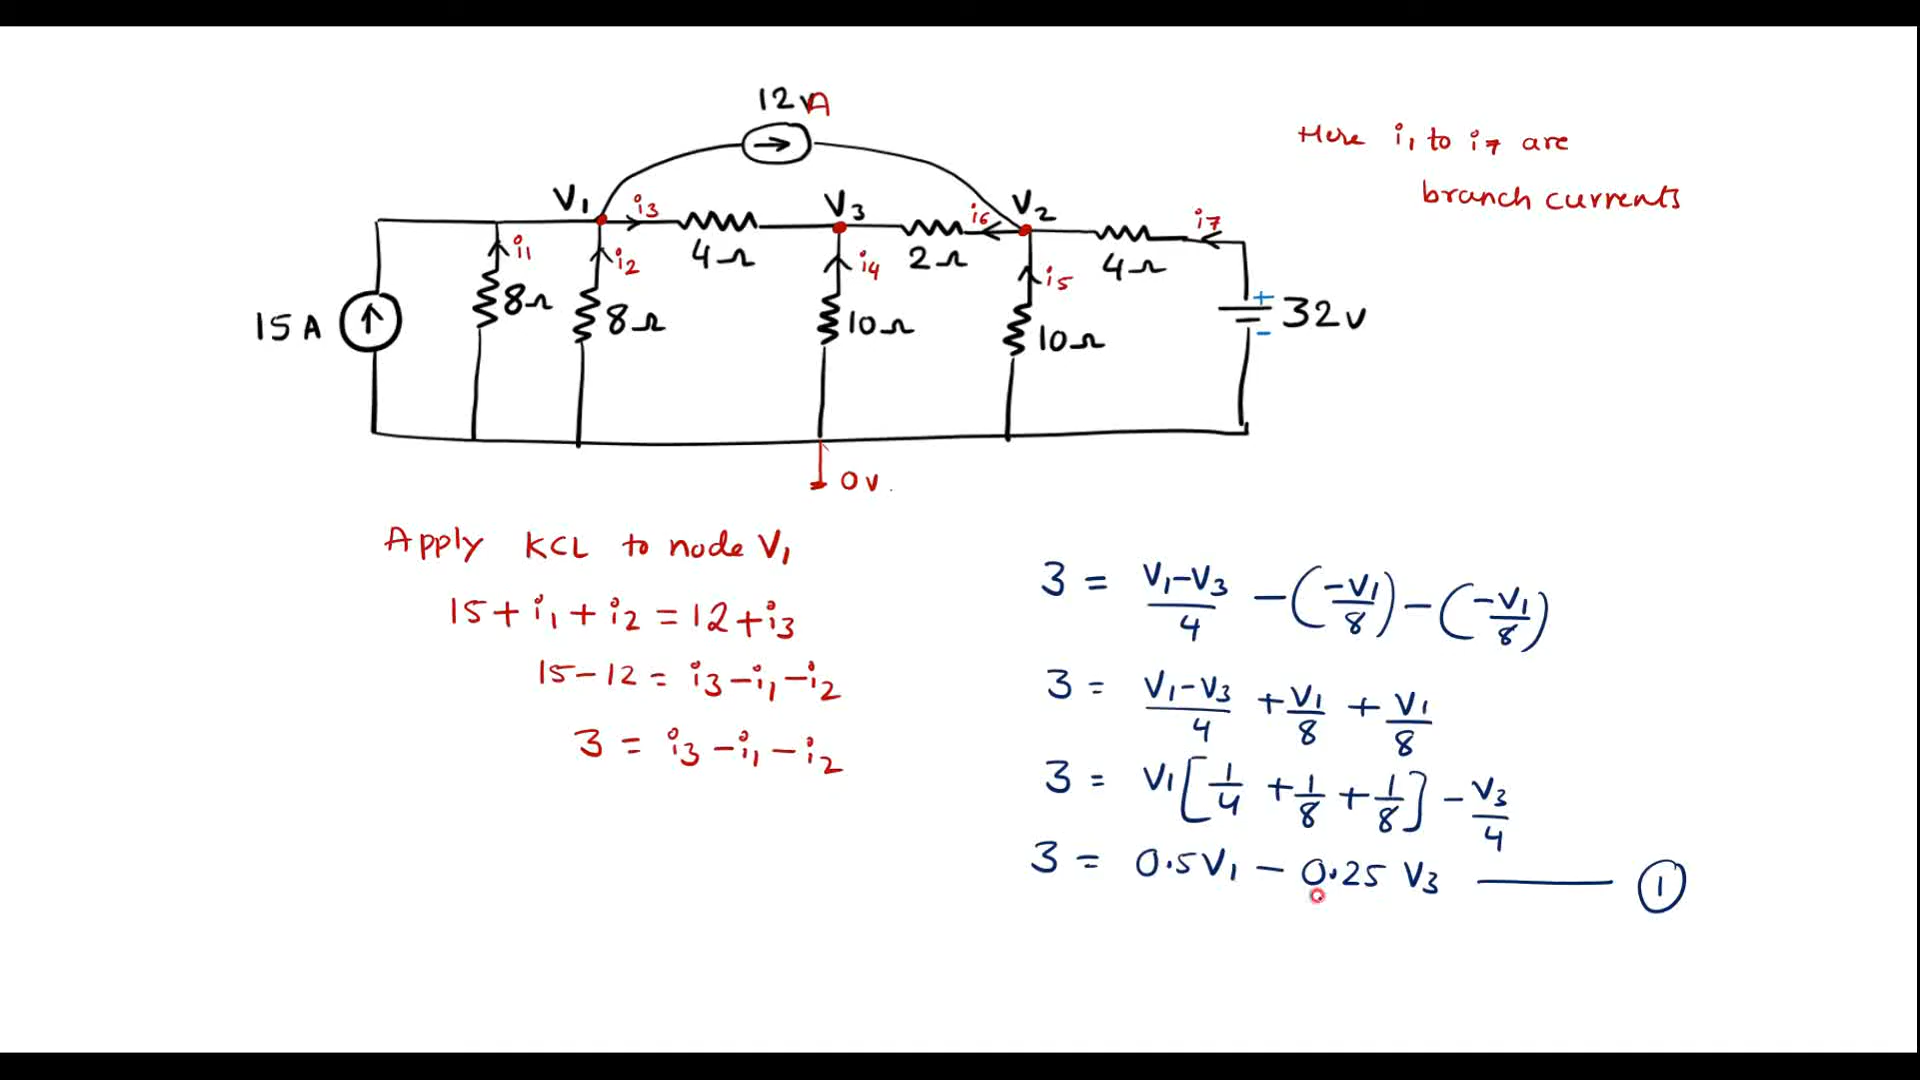 12vA
Here i1 to i7 are
branch currents
V1
i3
V3
i6
V2
i7
4Ω
2Ω
4Ω
i1
i2
i4
i5
8Ω
8Ω
10Ω
10Ω
15A
+
32v
-
0v.
Apply KCL to node V1
15+i1+i2=12+i3
15-12=i3-i1-i2
3=i3-i1-i2
3 = (V1-V3)/4 -(-V1/8)-(-V1/8)
3 = (V1-V3)/4 +V1/8 +V1/8
3 = V1[1/4 +1/8+1/8] - V3/4
3 = 0.5V1 - 0.25 V3 ——— ①